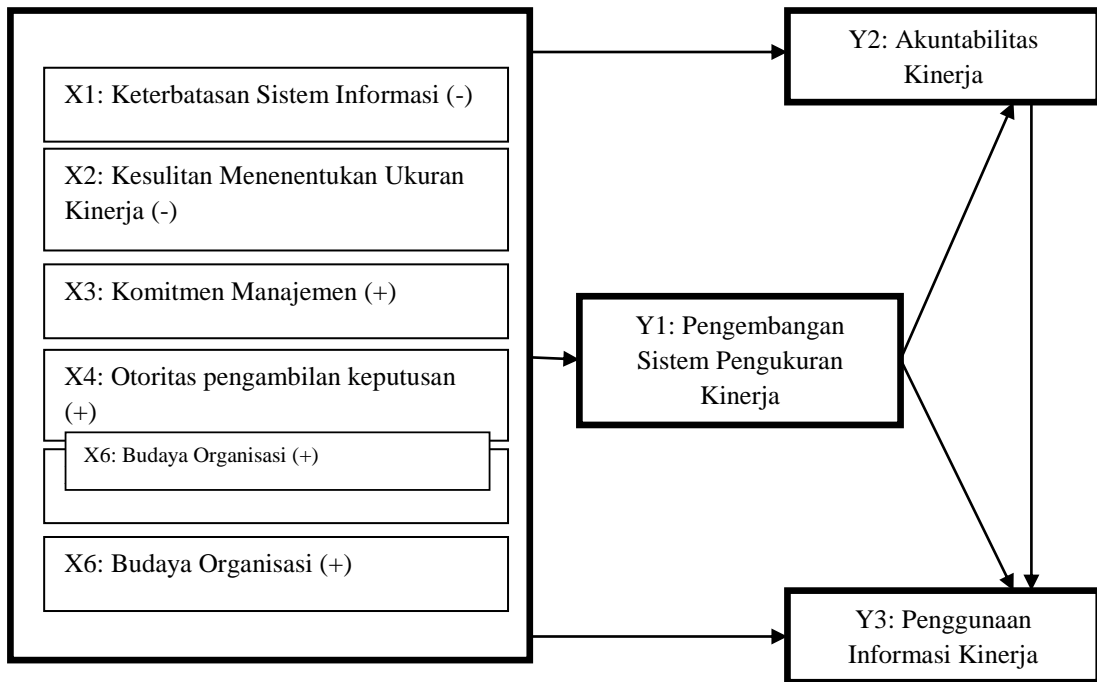 X1: Keterbatasan Sistem Informasi (-)
X2: Kesulitan Menenentukan Ukuran
Kinerja (-)
X3: Komitmen Manajemen (+)
X4: Otoritas pengambilan keputusan
(+)
X6: Budaya Organisasi (+)
X6: Budaya Organisasi (+)
Y1: Pengembangan
Sistem Pengukuran
Kinerja
Y2: Akuntabilitas
Kinerja
Y3: Penggunaan
Informasi Kinerja